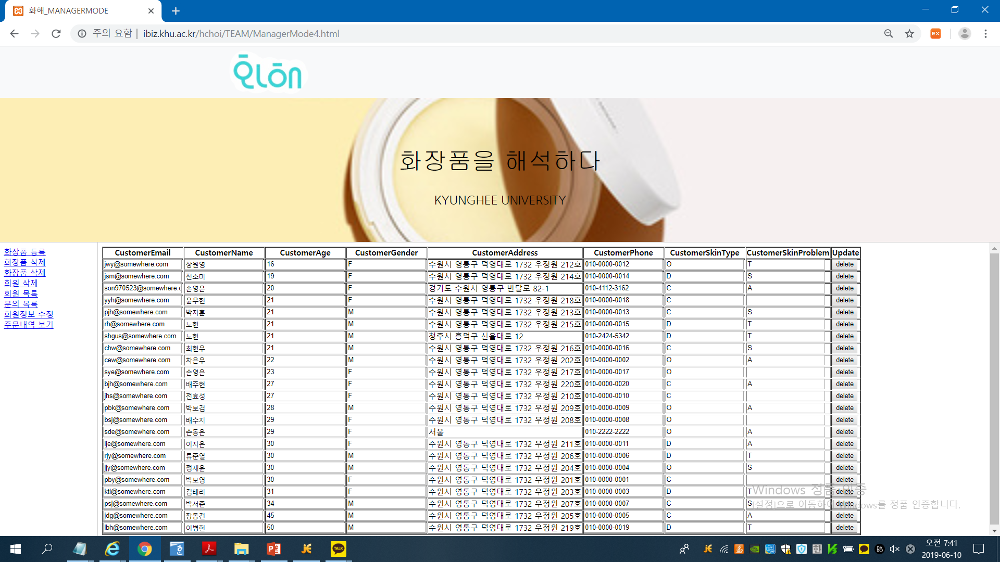 화해_MANAGERMODE
주의 요함 | ibiz.khu.ac.kr/hchoi/TEAM/ManagerMode4.html
EX
화장품을 해석하다
KYUNGHEE UNIVERSITY
화장품 등록
화장품 삭제
화장품 삭제
회원 삭제
회원 목록
문의 목록
회원정보 수정
주문내역 보기
CustomerEmail CustomerName CustomerAge CustomerGender CustomerAddress CustomerPhone CustomerSkinType CustomerSkinProblem Update
jwy@somewhere.com 장원영 16 F 수원시 영통구 덕영대로 1732 우정원 212호 010-0000-0012 O T delete
jsm@somewhere.com 전소미 19 F 수원시 영통구 덕영대로 1732 우정원 214호 010-0000-0014 D S delete
son970523@somewhere.c 손영은 20 F 경기도 수원시 영통구 반달로 82-1 010-4112-3162 C A delete
yyh@somewhere.com 윤우현 21 F 수원시 영통구 덕영대로 1732 우정원 218호 010-0000-0018 C delete
pjh@somewhere.com 박지훈 21 M 수원시 영통구 덕영대로 1732 우정원 213호 010-0000-0013 C S delete
rh@somewhere.com 노현 21 M 수원시 영통구 덕영대로 1732 우정원 215호 010-0000-0015 D T delete
shgus@somewhere.com 노현 21 M 청주시 흥덕구 신율대로 12 010-2424-5342 D T delete
chw@somewhere.com 최현우 21 M 수원시 영통구 덕영대로 1732 우정원 216호 010-0000-0016 C S delete
cew@somewhere.com 차은우 22 M 수원시 영통구 덕영대로 1732 우정원 202호 010-0000-0002 O A delete
sye@somewhere.com 손영은 23 F 수원시 영통구 덕영대로 1732 우정원 217호 010-0000-0017 O delete
bjh@somewhere.com 배주현 27 F 수원시 영통구 덕영대로 1732 우정원 220호 010-0000-0020 C A delete
jhs@somewhere.com 전효성 27 F 수원시 영통구 덕영대로 1732 우정원 210호 010-0000-0010 C delete
pbk@somewhere.com 박보검 28 M 수원시 영통구 덕영대로 1732 우정원 209호 010-0000-0009 O A delete
bsj@somewhere.com 배수지 29 F 수원시 영통구 덕영대로 1732 우정원 208호 010-0000-0008 O delete
sde@somewhere.com 손동은 29 F 서울 010-2222-2222 O A delete
lje@somewhere.com 이지은 30 F 수원시 영통구 덕영대로 1732 우정원 211호 010-0000-0011 D A delete
rjy@somewhere.com 류준열 30 M 수원시 영통구 덕영대로 1732 우정원 206호 010-0000-0006 D T delete
jjy@somewhere.com 정재윤 30 M 수원시 영통구 덕영대로 1732 우정원 204호 010-0000-0004 O S delete
pby@somewhere.com 박보영 30 F 수원시 영통구 덕영대로 1732 우정원 201호 010-0000-0001 C delete
ktl@somewhere.com 김태리 31 F 수원시 영통구 덕영대로 1732 우정원 203호 010-0000-0003 D T delete
psj@somewhere.com 박서준 34 M 수원시 영통구 덕영대로 1732 우정원 207호 010-0000-0007 C S delete
jdg@somewhere.com 장동건 45 M 수원시 영통구 덕영대로 1732 우정원 205호 010-0000-0005 C A delete
lbh@somewhere.com 이병헌 50 M 수원시 영통구 덕영대로 1732 우정원 219호 010-0000-0019 D T delete
Windows 정품 인증
[설정]으로 이동하여 Windows를 정품 인증합니다.
TALK
오전 7:41
2019-06-10